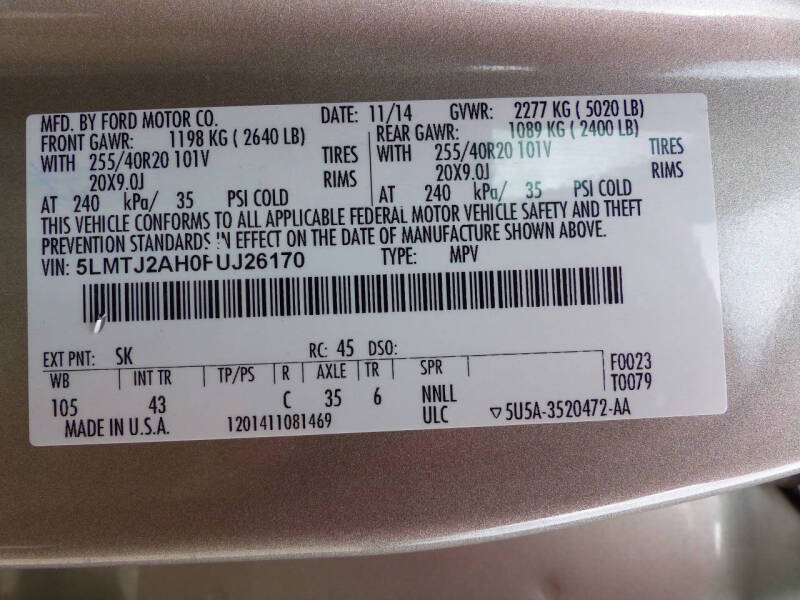 MFD. BY FORD MOTOR CO. DATE: 11/14 GVWR: 2277 KG ( 5020 LB)
FRONT GAWR: 1198 KG ( 2640 LB) REAR GAWR: 1089 KG ( 2400 LB)
WITH 255/40R20 101V TIRES WITH 255/40R20 101V TIRES
20X9.0J RIMS 20X9.0J RIMS
AT 240 kPa/ 35 PSI COLD AT 240 kPa/ 35 PSI COLD
THIS VEHICLE CONFORMS TO ALL APPLICABLE FEDERAL MOTOR VEHICLE SAFETY AND THEFT
PREVENTION STANDARDS IN EFFECT ON THE DATE OF MANUFACTURE SHOWN ABOVE.
VIN: TYPE: MPV
EXT PNT: SK RC: 45 DSO:
WB INT TR TP/PS R AXLE TR SPR F0023
T0079
105 43 C 35 6 NNLL
MADE IN U.S.A. 1201411081469 ULC ▽5U5A-3520472-AA